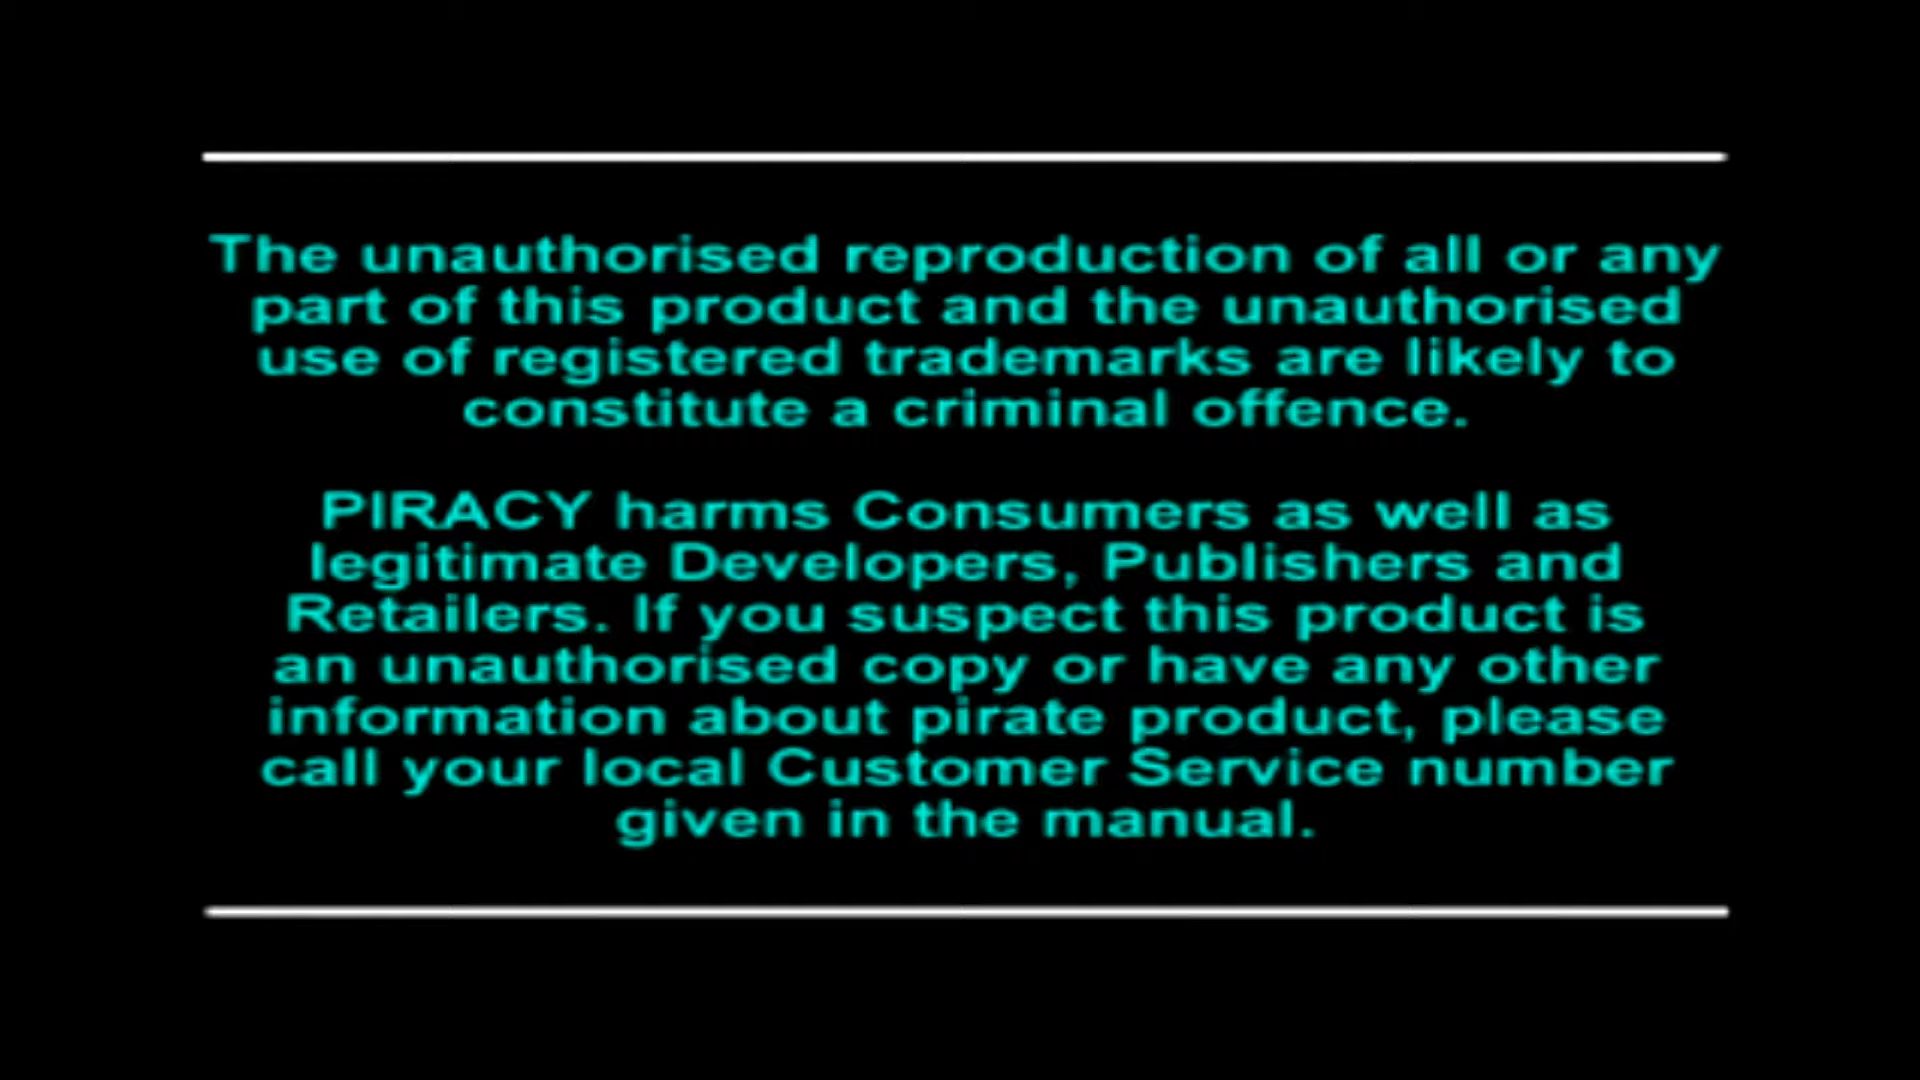 The unauthorised reproduction of all or any
part of this product and the unauthorised
use of registered trademarks are likely to
constitute a criminal offence.
PIRACY harms Consumers as well as
legitimate Developers, Publishers and
Retailers. If you suspect this product is
an unauthorised copy or have any other
information about pirate product, please
call your local Customer Service number
given in the manual.